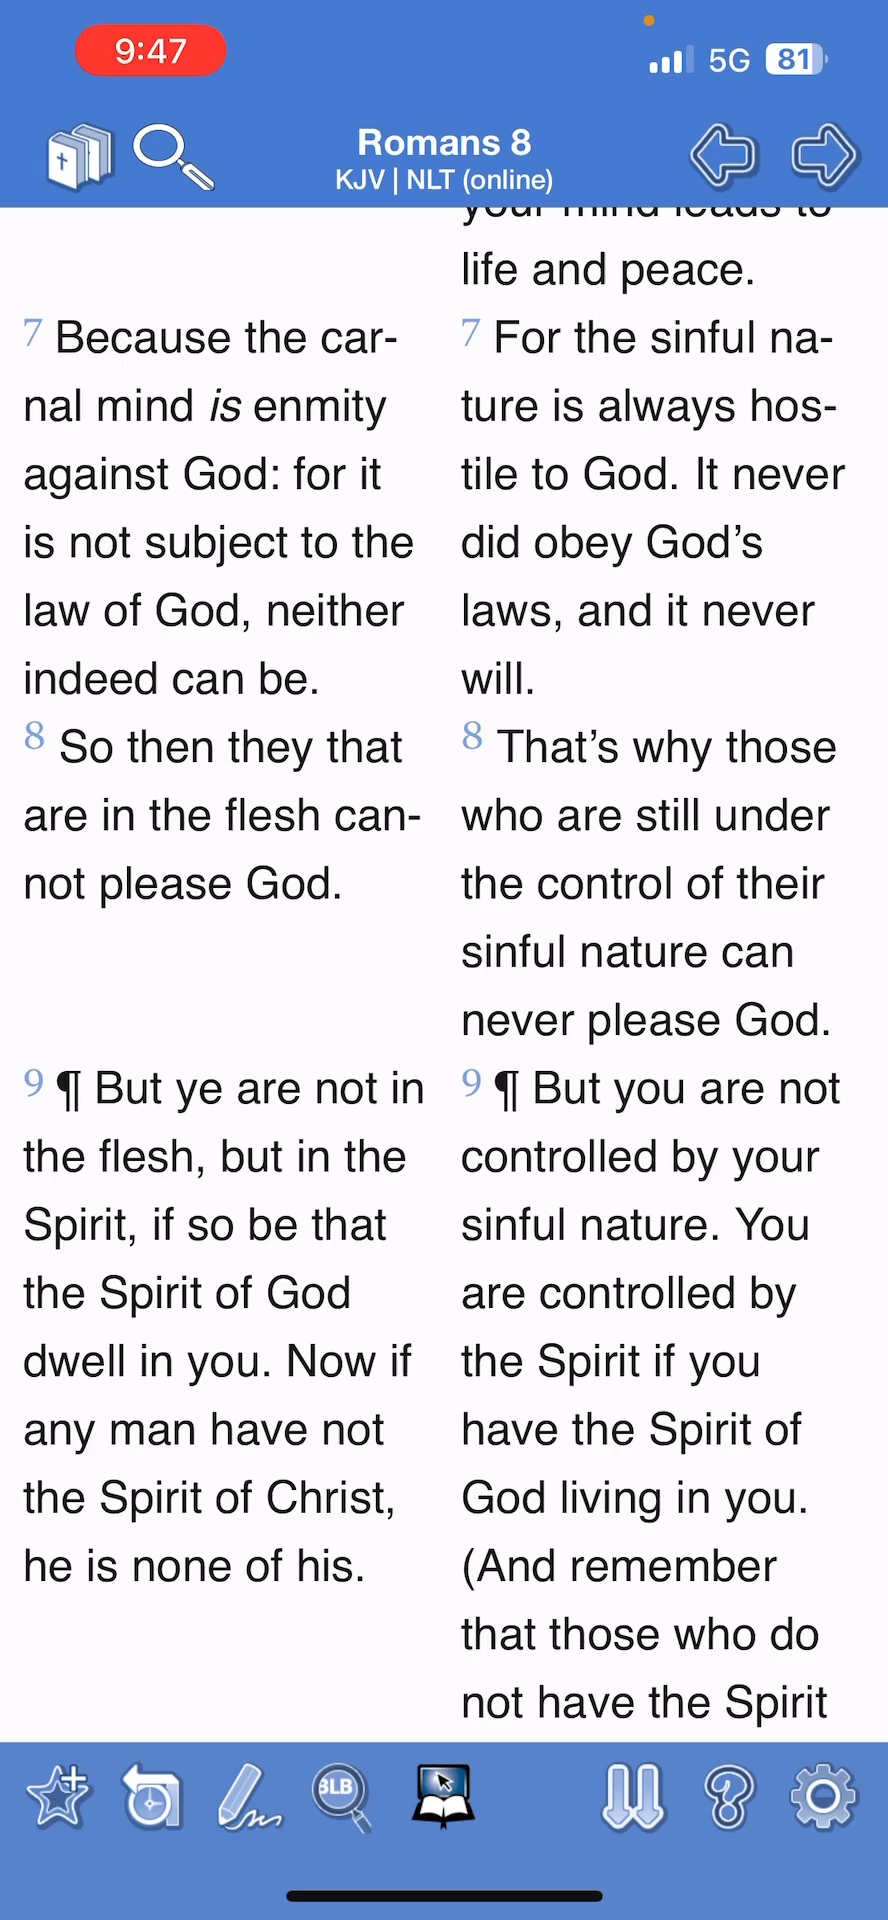 9:47
5G 81
Romans 8
KJV | NLT (online)
your mind leads to
life and peace.
7 Because the car-
nal mind is enmity
against God: for it
is not subject to the
law of God, neither
indeed can be.
8 So then they that
are in the flesh can-
not please God.
9 ¶ But ye are not in
the flesh, but in the
Spirit, if so be that
the Spirit of God
dwell in you. Now if
any man have not
the Spirit of Christ,
he is none of his.
7 For the sinful na-
ture is always hos-
tile to God. It never
did obey God’s
laws, and it never
will.
8 That’s why those
who are still under
the control of their
sinful nature can
never please God.
9 ¶ But you are not
controlled by your
sinful nature. You
are controlled by
the Spirit if you
have the Spirit of
God living in you.
(And remember
that those who do
not have the Spirit
BLB